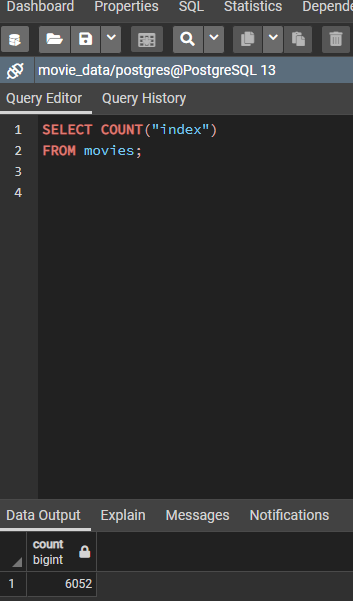 Dashboard Properties SQL Statistics Depende
movie_data/postgres@PostgreSQL 13
Query Editor Query History
1 SELECT COUNT("index")
2 FROM movies;
3
4
Data Output Explain Messages Notifications
count
bigint
1 6052